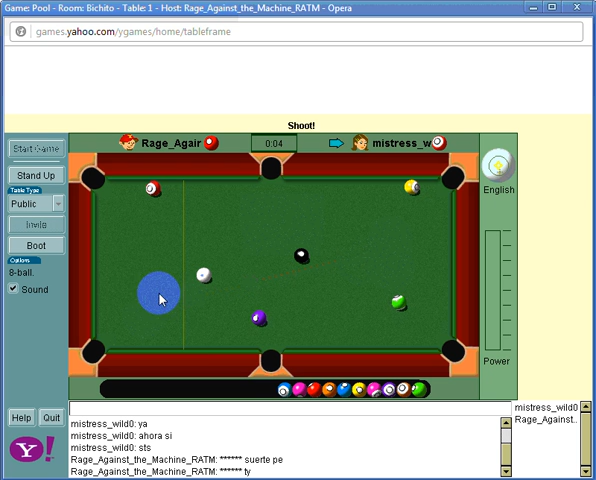 Game: Pool - Room: Bichito - Table: 1 - Host: Rage_Against_the_Machine_RATM - Opera
games.yahoo.com/ygames/home/tableframe
Shoot!
Start Game
Rage_Agair
0:04
mistress_w
Stand Up
Table Type
Public
English
Invite
Boot
Options
8-ball.
Sound
Power
Help
Quit
Y!
mistress_wild0: ya
mistress_wild0: ahora si
mistress_wild0: sts
Rage_Against_the_Machine_RATM: ****** suerte pe
Rage_Against_the_Machine_RATM: ****** ty
mistress_wild0
Rage_Against..